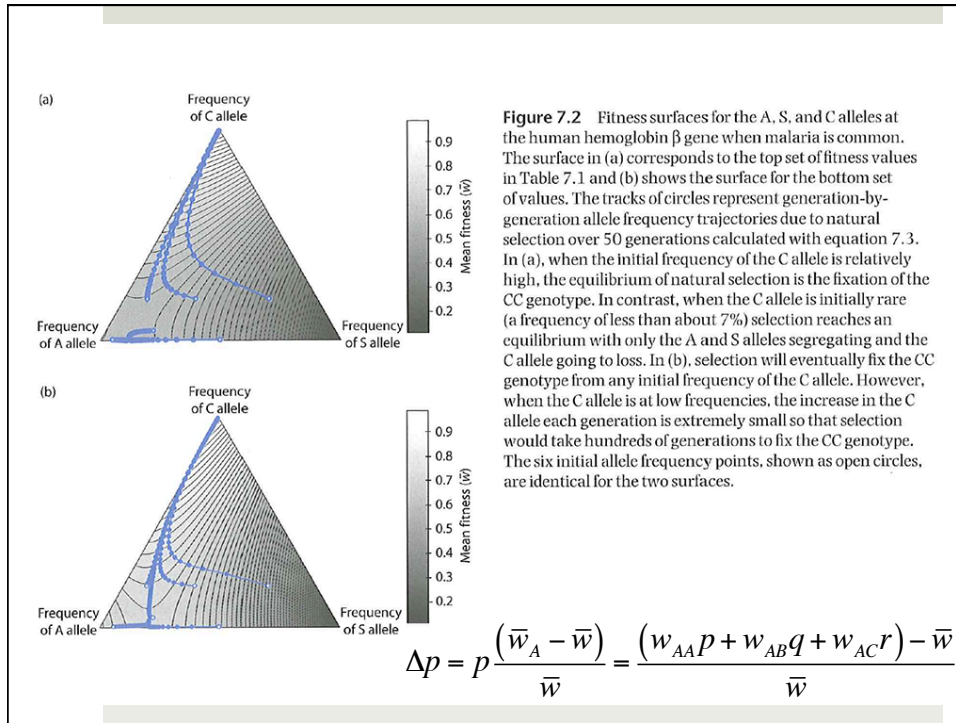 (a)
Frequency
of C allele
0.9
0.8
0.7
0.6
0.5
0.4
0.3
0.2
Mean fitness (w̅)
Frequency
of A allele
Frequency
of S allele
(b)
Frequency
of C allele
0.9
0.8
0.7
0.6
0.5
0.4
0.3
0.2
Mean fitness (w̅)
Frequency
of A allele
Frequency
of S allele
Figure 7.2 Fitness surfaces for the A, S, and C alleles at
the human hemoglobin β gene when malaria is common.
The surface in (a) corresponds to the top set of fitness values
in Table 7.1 and (b) shows the surface for the bottom set
of values. The tracks of circles represent generation-by-
generation allele frequency trajectories due to natural
selection over 50 generations calculated with equation 7.3.
In (a), when the initial frequency of the C allele is relatively
high, the equilibrium of natural selection is the fixation of the
CC genotype. In contrast, when the C allele is initially rare
(a frequency of less than about 7%) selection reaches an
equilibrium with only the A and S alleles segregating and the
C allele going to loss. In (b), selection will eventually fix the CC
genotype from any initial frequency of the C allele. However,
when the C allele is at low frequencies, the increase in the C
allele each generation is extremely small so that selection
would take hundreds of generations to fix the CC genotype.
The six initial allele frequency points, shown as open circles,
are identical for the two surfaces.
Δp = p (w̅_A − w̅) / w̅ = ((w_AA p + w_AB q + w_AC r) − w̅) / w̅